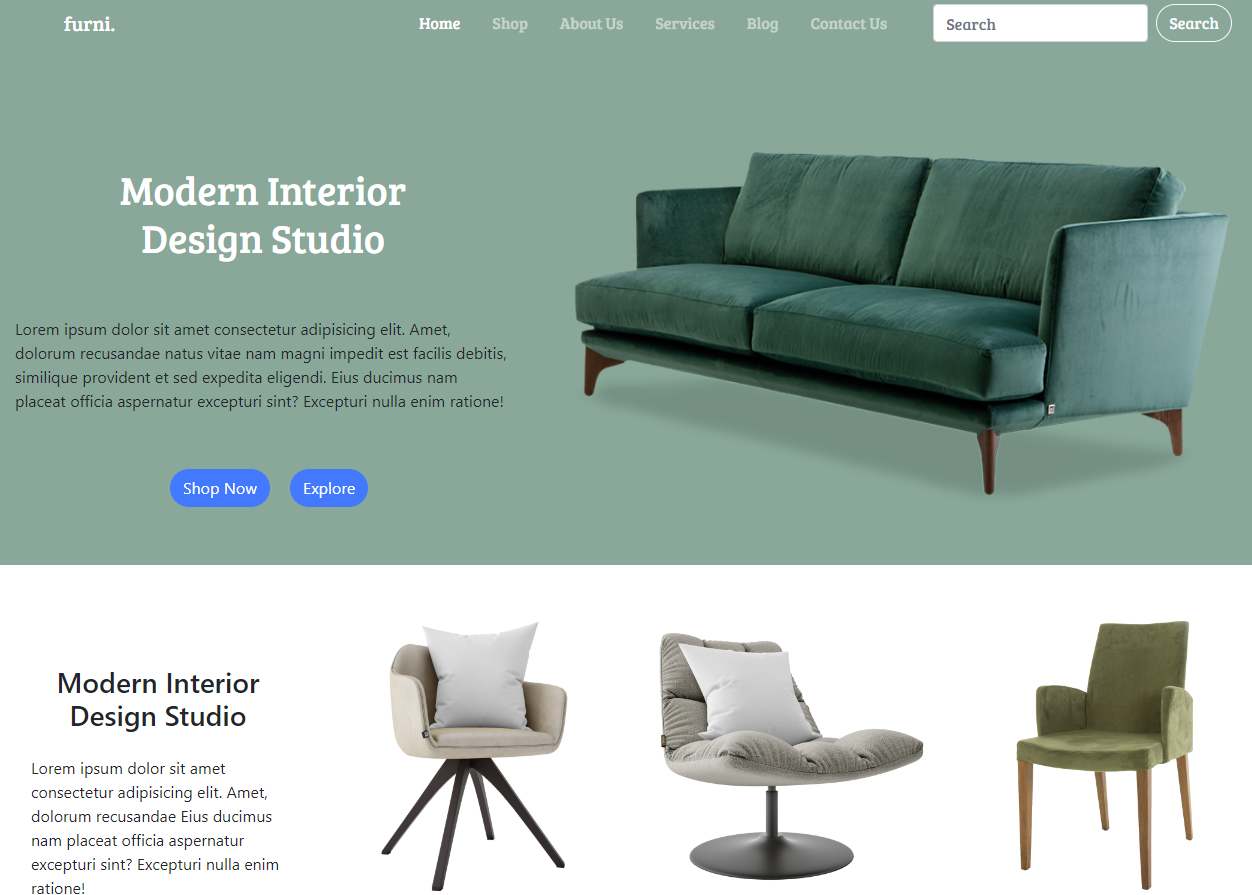 furni.
Home Shop About Us Services Blog Contact Us Search Search
Modern Interior
Design Studio
Lorem ipsum dolor sit amet consectetur adipisicing elit. Amet,
dolorum recusandae natus vitae nam magni impedit est facilis debitis,
similique provident et sed expedita eligendi. Eius ducimus nam
placeat officia aspernatur excepturi sint? Excepturi nulla enim ratione!
Shop Now Explore
Modern Interior
Design Studio
Lorem ipsum dolor sit amet
consectetur adipisicing elit. Amet,
dolorum recusandae Eius ducimus
nam placeat officia aspernatur
excepturi sint? Excepturi nulla enim
ratione!